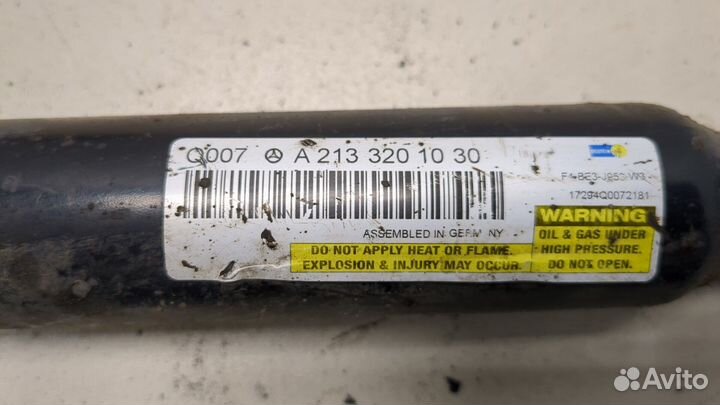 Q007 A 213 320 10 30
17294Q0072181
ASSEMBLED IN
WARNING
OIL & GAS UNDER
HIGH PRESSURE.
DO NOT OPEN.
DO NOT APPLY HEAT OR FLAME.
EXPLOSION & INJURY MAY OCCUR.
Avito